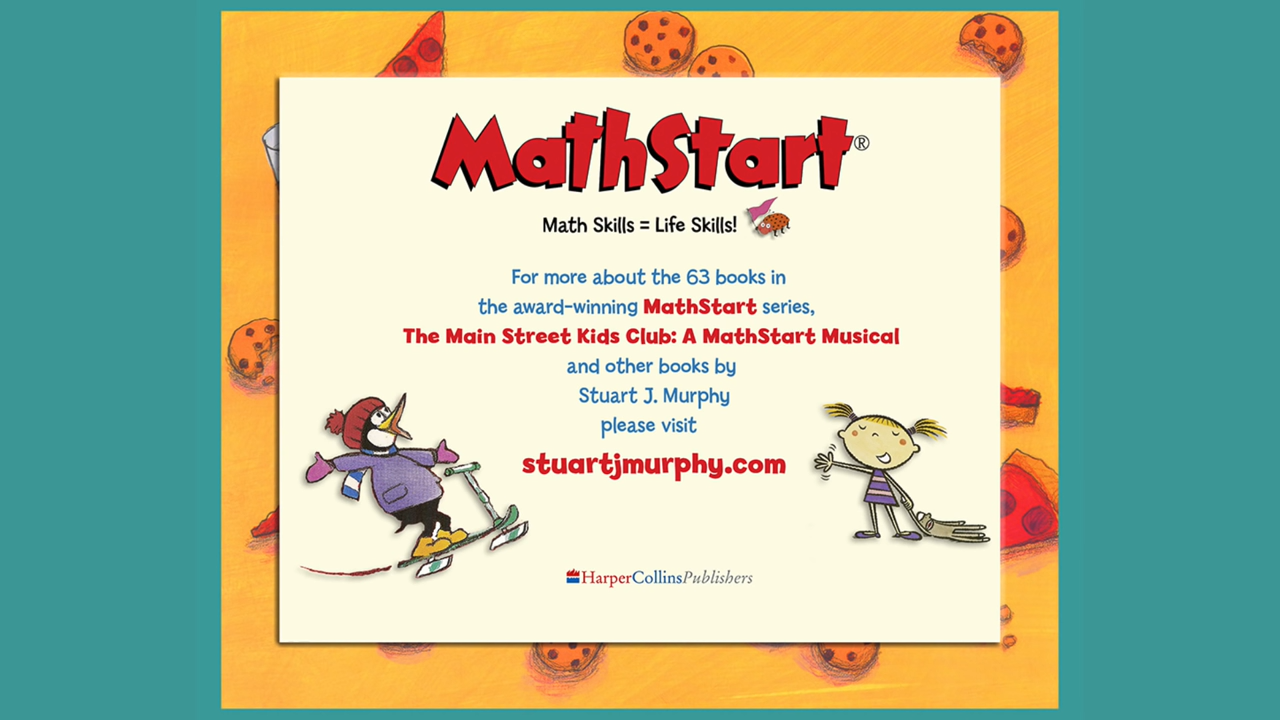 MathStart®
Math Skills = Life Skills!
For more about the 63 books in
the award-winning MathStart series,
The Main Street Kids Club: A MathStart Musical
and other books by
Stuart J. Murphy
please visit
stuartjmurphy.com
HarperCollinsPublishers